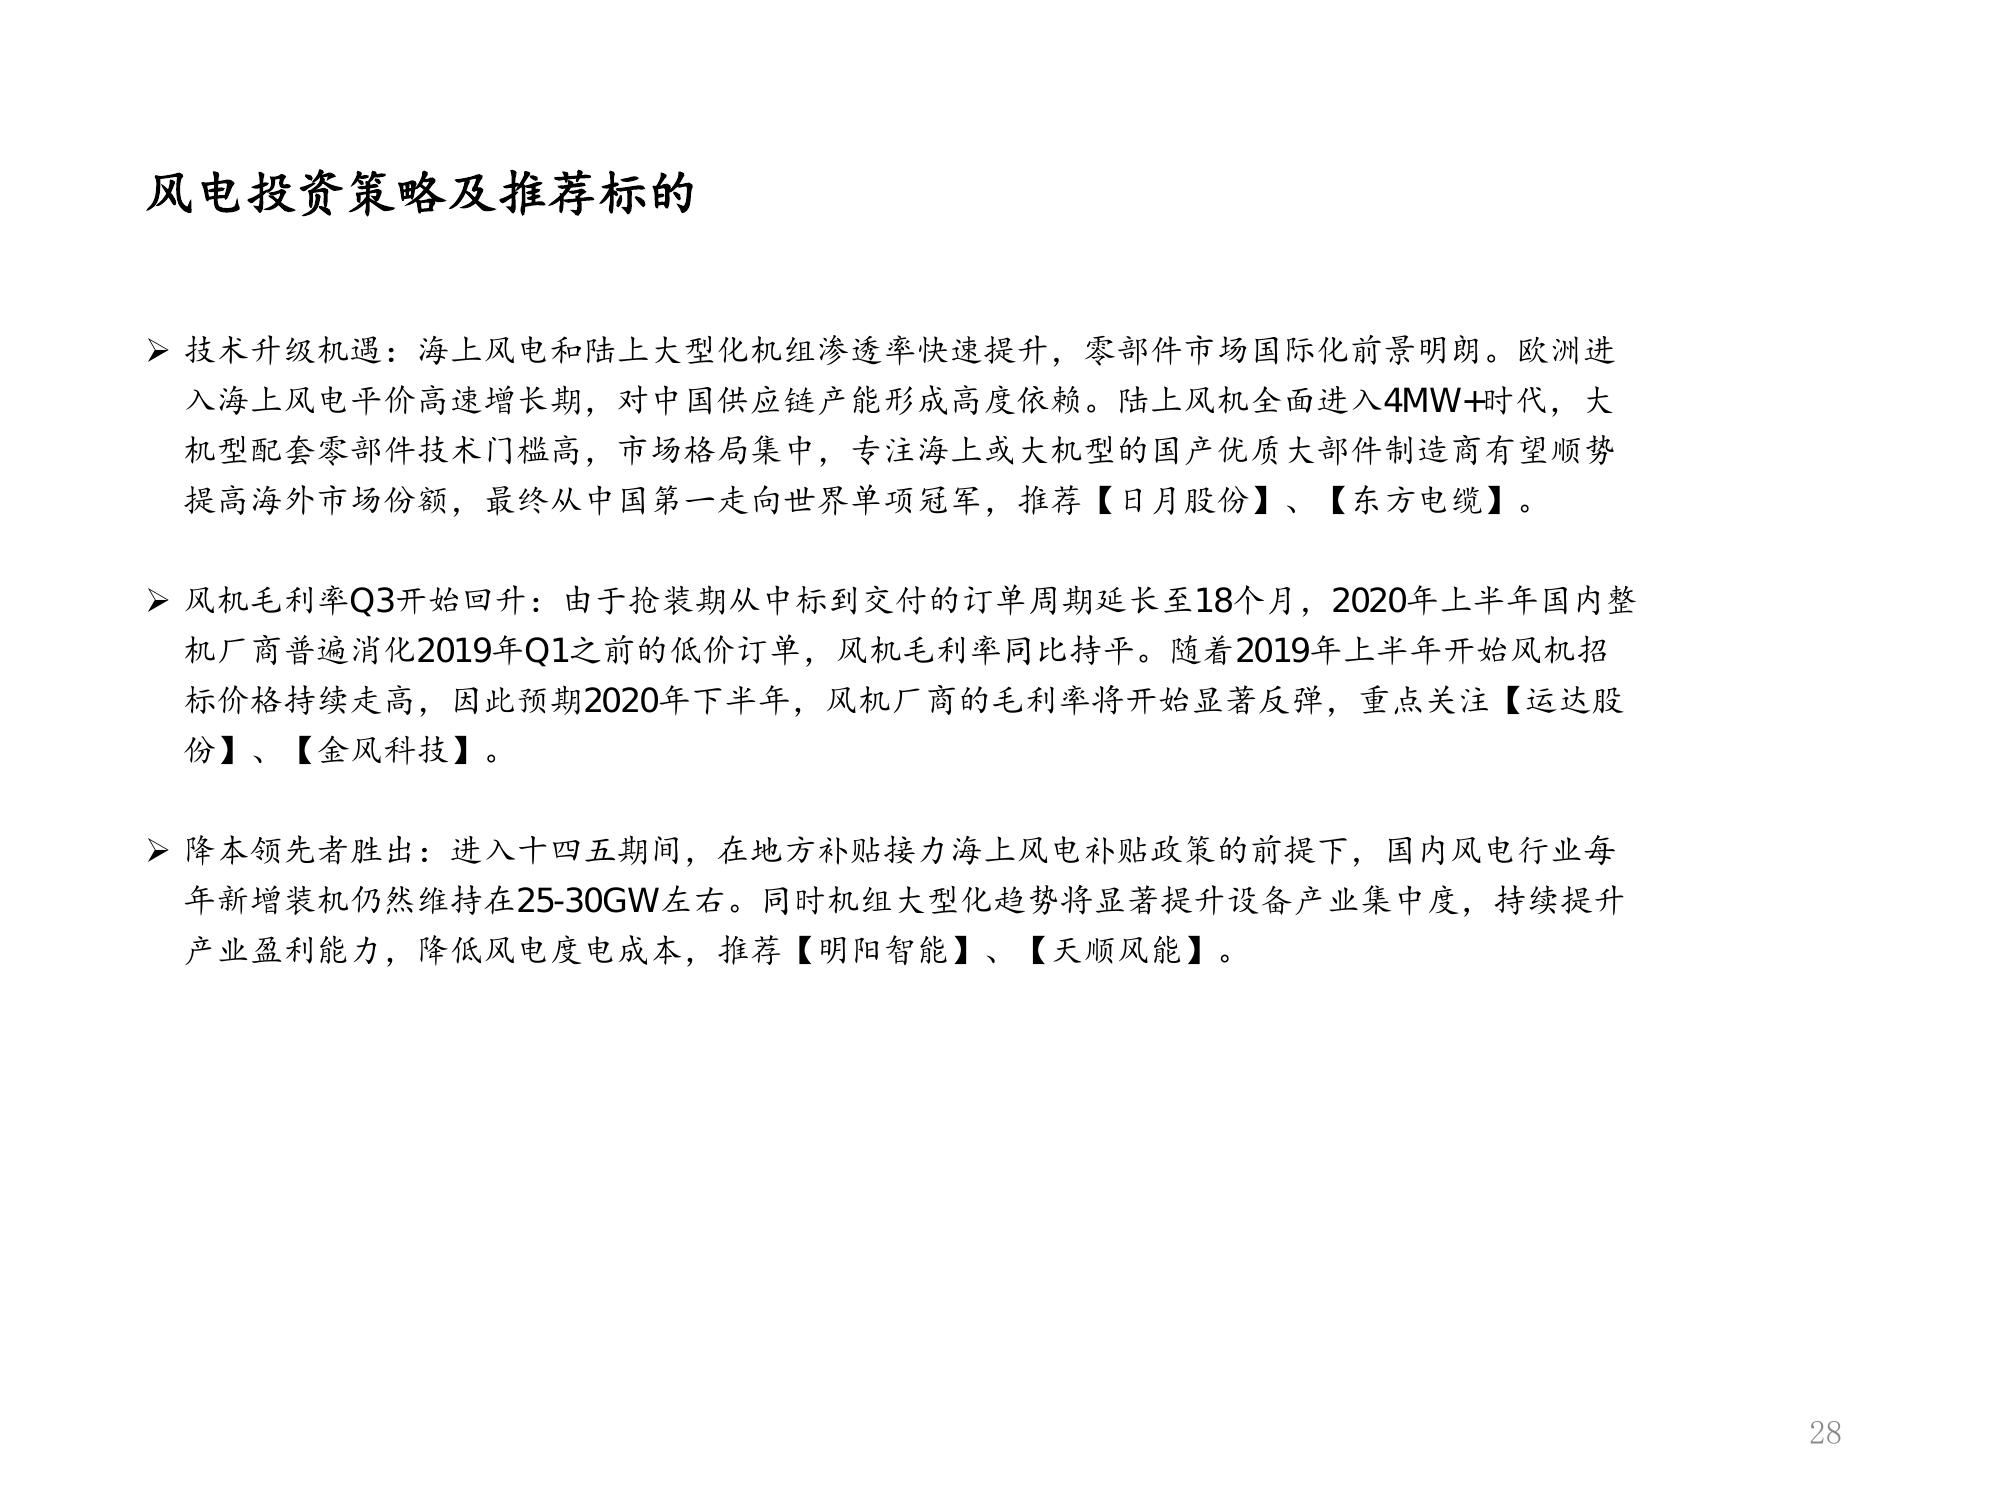 风电投资策略及推荐标的
➢ 技术升级机遇：海上风电和陆上大型化机组渗透率快速提升，零部件市场国际化前景明朗。欧洲进
入海上风电平价高速增长期，对中国供应链产能形成高度依赖。陆上风机全面进入4MW+时代，大
机型配套零部件技术门槛高，市场格局集中，专注海上或大机型的国产优质大部件制造商有望顺势
提高海外市场份额，最终从中国第一走向世界单项冠军，推荐【日月股份】、【东方电缆】。
➢ 风机毛利率Q3开始回升：由于抢装期从中标到交付的订单周期延长至18个月，2020年上半年国内整
机厂商普遍消化2019年Q1之前的低价订单，风机毛利率同比持平。随着2019年上半年开始风机招
标价格持续走高，因此预期2020年下半年，风机厂商的毛利率将开始显著反弹，重点关注【运达股
份】、【金风科技】。
➢ 降本领先者胜出：进入十四五期间，在地方补贴接力海上风电补贴政策的前提下，国内风电行业每
年新增装机仍然维持在25-30GW左右。同时机组大型化趋势将显著提升设备产业集中度，持续提升
产业盈利能力，降低风电度电成本，推荐【明阳智能】、【天顺风能】。
28